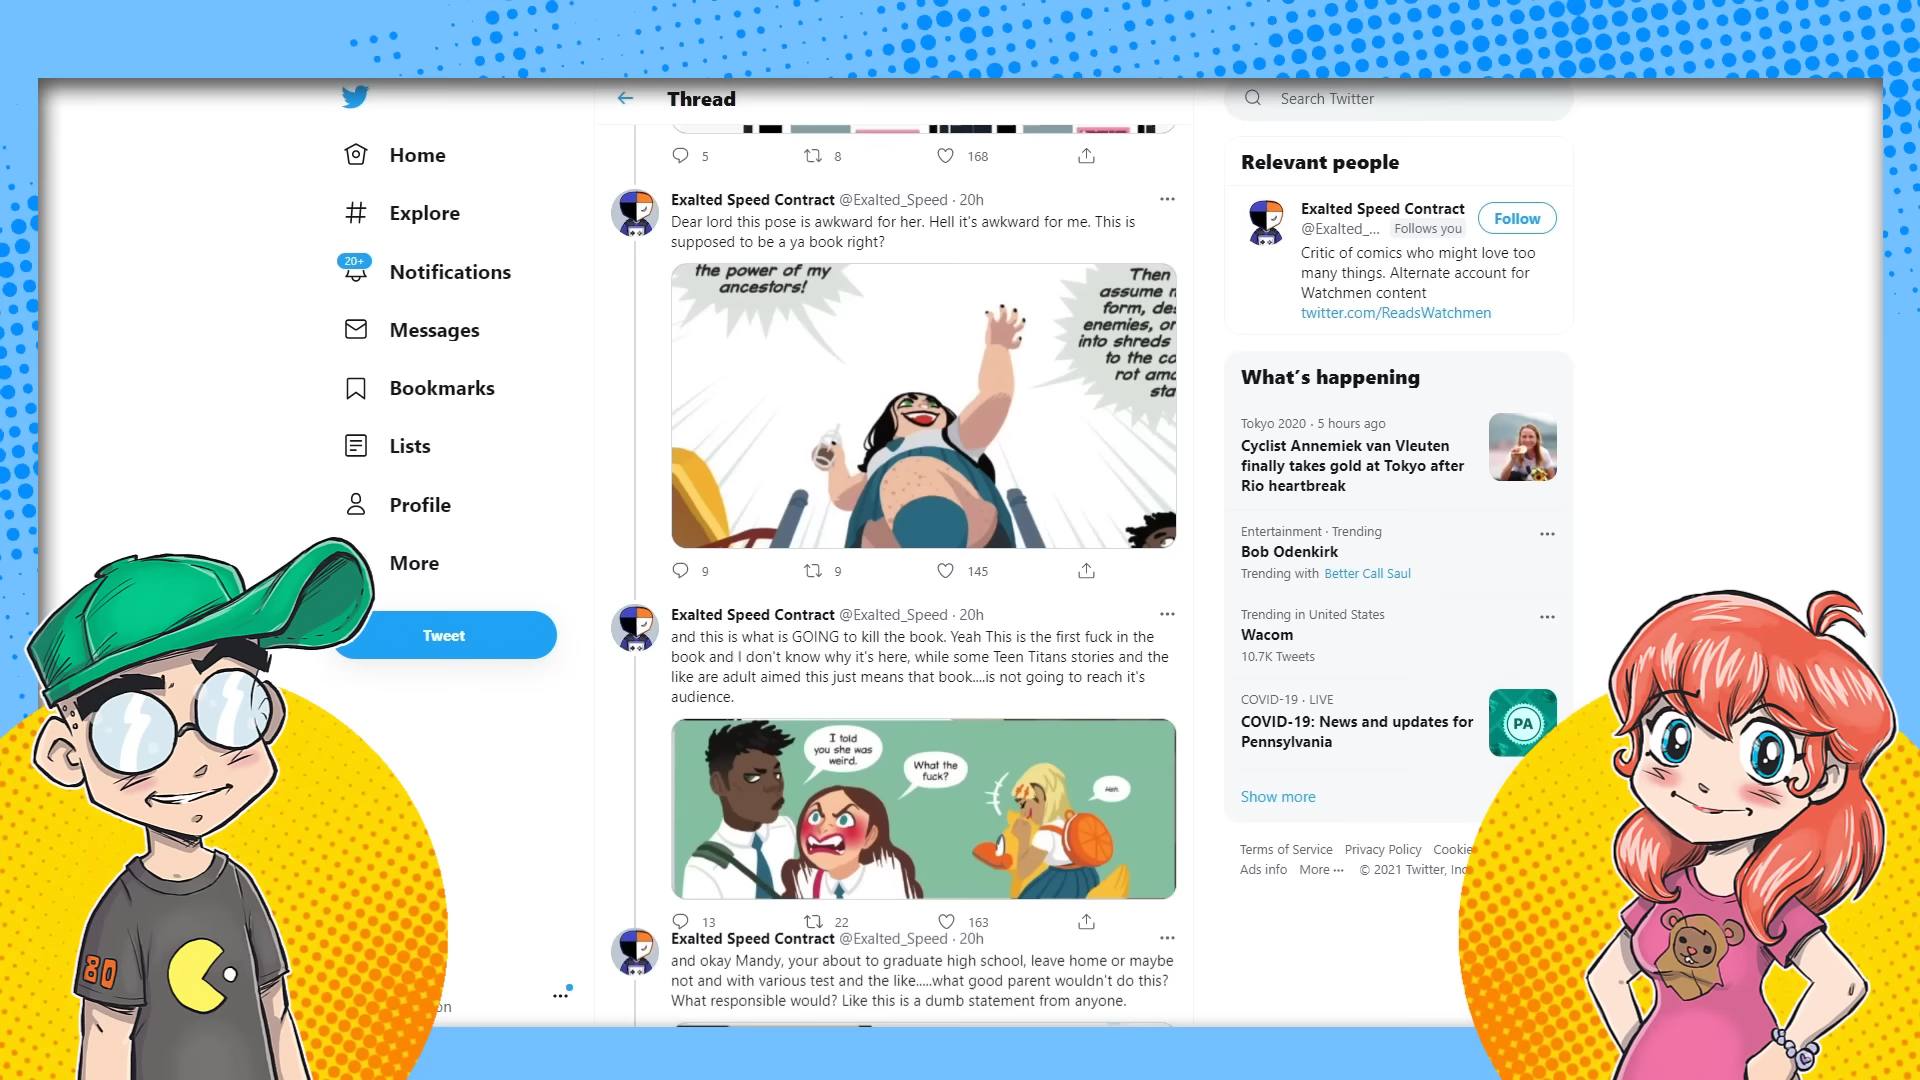 Home
Explore
20+
Notifications
Messages
Bookmarks
Lists
Profile
More
Tweet
Thread
5
8
168
Exalted Speed Contract @Exalted_Speed · 20h
Dear lord this pose is awkward for her. Hell it's awkward for me. This is
supposed to be a ya book right?
the power of my
ancestors!
Then
assume
form,
enemies, or
into shreds
to the
rot
9
9
145
Exalted Speed Contract @Exalted_Speed · 20h
and this is what is GOING to kill the book. Yeah This is the first fuck in the
book and I don't know why it's here, while some Teen Titans stories and the
like are adult aimed this just means that book....is not going to reach it's
audience.
I told
you she was
weird.
What the
fuck?
Heh.
13
22
163
Exalted Speed Contract @Exalted_Speed · 20h
and okay Mandy, your about to graduate high school, leave home or maybe
not and with various test and the like.....what good parent wouldn't do this?
What responsible would? Like this is a dumb statement from anyone.
Search Twitter
Relevant people
Exalted Speed Contract
@Exalted_... Follows you
Follow
Critic of comics who might love too
many things. Alternate account for
Watchmen content
twitter.com/ReadsWatchmen
What's happening
Tokyo 2020 · 5 hours ago
Cyclist Annemiek van Vleuten
finally takes gold at Tokyo after
Rio heartbreak
Entertainment · Trending
Bob Odenkirk
Trending with Better Call Saul
Trending in United States
Wacom
10.7K Tweets
COVID-19 · LIVE
COVID-19: News and updates for
Pennsylvania
PA
Show more
Terms of Service Privacy Policy Cookie
Ads info More ··· © 2021 Twitter, Inc
80
on